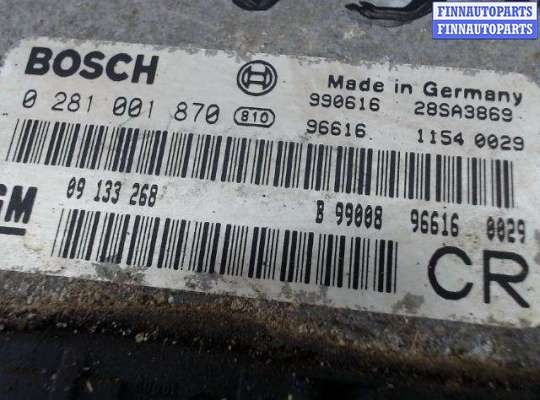 FINNAUTOPARTS
FINNAUTOPARTS
BOSCH
Made in Germany
0 281 001 870 810 990616 28SA3869
96616 1154 0029
GM 09 133 268 B 99008 96616 0029
CR